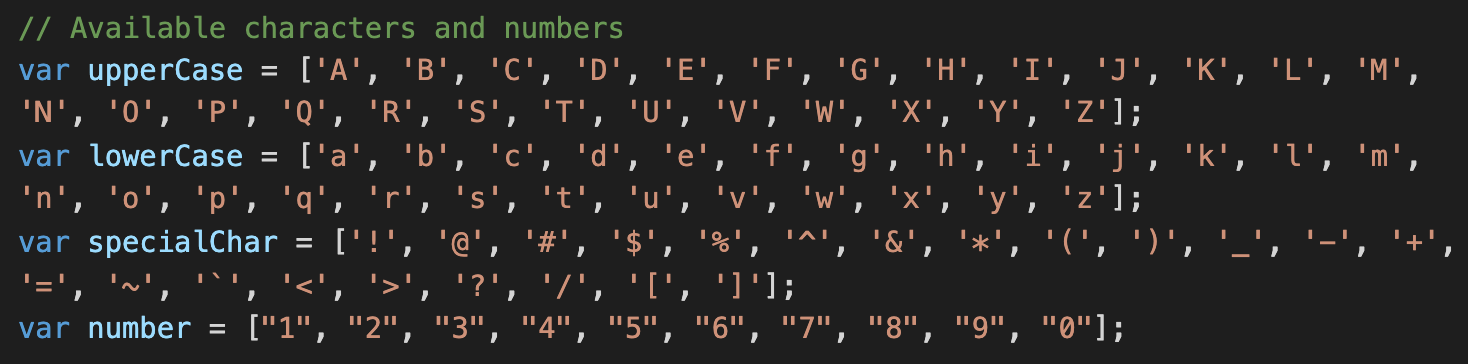 // Available characters and numbers
var upperCase = ['A', 'B', 'C', 'D', 'E', 'F', 'G', 'H', 'I', 'J', 'K', 'L', 'M',
'N', 'O', 'P', 'Q', 'R', 'S', 'T', 'U', 'V', 'W', 'X', 'Y', 'Z'];
var lowerCase = ['a', 'b', 'c', 'd', 'e', 'f', 'g', 'h', 'i', 'j', 'k', 'l', 'm',
'n', 'o', 'p', 'q', 'r', 's', 't', 'u', 'v', 'w', 'x', 'y', 'z'];
var specialChar = ['!', '@', '#', '$', '%', '^', '&', '*', '(', ')', '_', '-', '+',
'=', '~', '`', '<', '>', '?', '/', '[', ']'];
var number = ["1", "2", "3", "4", "5", "6", "7", "8", "9", "0"];